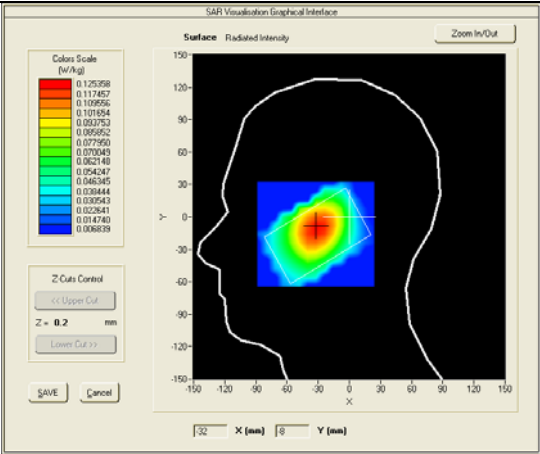 SAR Visualisation Graphical Interface
Surface Radiated Intensity
Zoom In/Out
Colors Scale
(W/kg)
0.125358
0.117457
0.109556
0.101654
0.093753
0.085852
0.077950
0.070049
0.062148
0.054247
0.046345
0.038444
0.030543
0.022641
0.014740
0.006839
Z-Cuts Control
<< Upper Cut
Z = 0.2 mm
Lower Cut >>
SAVE Cancel
150
120
90
60
30
Y 0
-30
-60
-90
-120
-150
-150 -120 -90 -60 -30 0 30 60 90 120 150
X
-32 X (mm) -8 Y (mm)